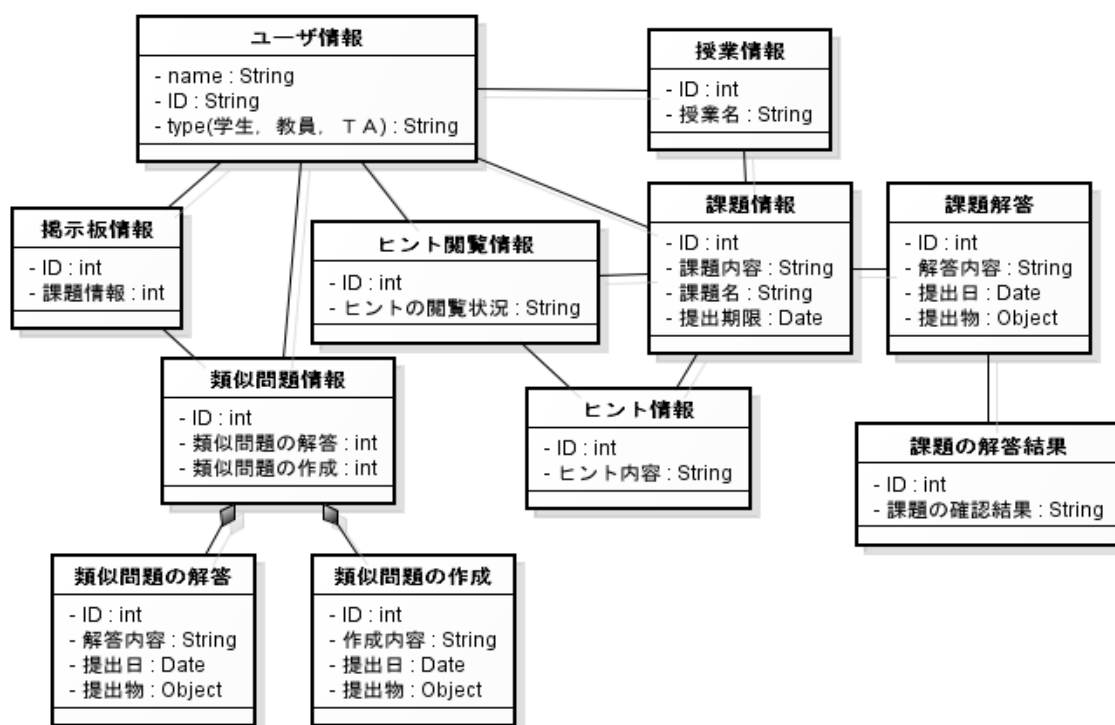 ユーザ情報
- name : String
- ID : String
- type(学生，教員，ＴＡ) : String
授業情報
- ID : int
- 授業名 : String
掲示板情報
- ID : int
- 課題情報 : int
ヒント閲覧情報
- ID : int
- ヒントの閲覧状況 : String
課題情報
- ID : int
- 課題内容 : String
- 課題名 : String
- 提出期限 : Date
課題解答
- ID : int
- 解答内容 : String
- 提出日 : Date
- 提出物 : Object
類似問題情報
- ID : int
- 類似問題の解答 : int
- 類似問題の作成 : int
ヒント情報
- ID : int
- ヒント内容 : String
課題の解答結果
- ID : int
- 課題の確認結果 : String
類似問題の解答
- ID : int
- 解答内容 : String
- 提出日 : Date
- 提出物 : Object
類似問題の作成
- ID : int
- 作成内容 : String
- 提出日 : Date
- 提出物 : Object